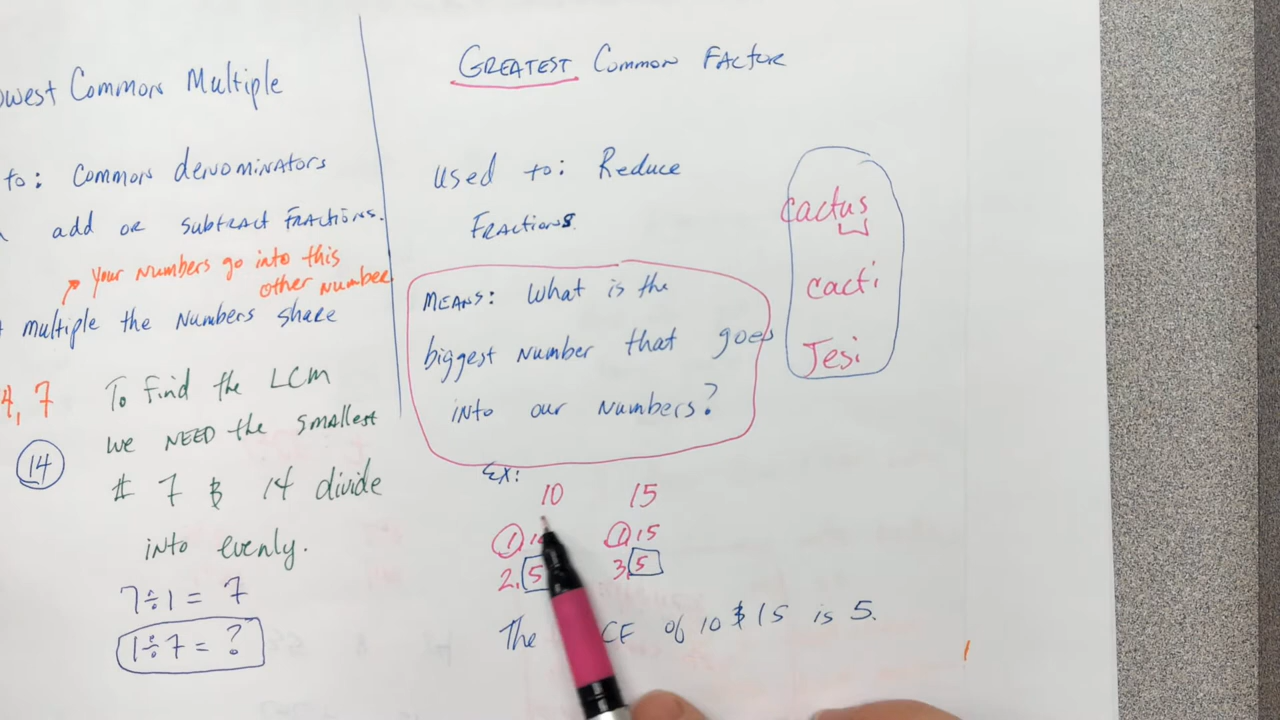 Common Multiple
to: Common denominators
add or subtract Fractions.
Your Numbers go into this
other Number
multiple the Numbers share
4, 7
14
To find the LCM
we NEED the smallest
# 7 & 14 divide
into evenly.
7÷1 = 7
1÷7 = ?
GREATEST Common Factor
used to: Reduce
Fractions.
MEANS: What is the
biggest number that goes
into our numbers?
Ex:
10 15
1, 1, 15
2, 5 3, 5
The CF of 10 & 15 is 5.
cactus
cacti
Jesi